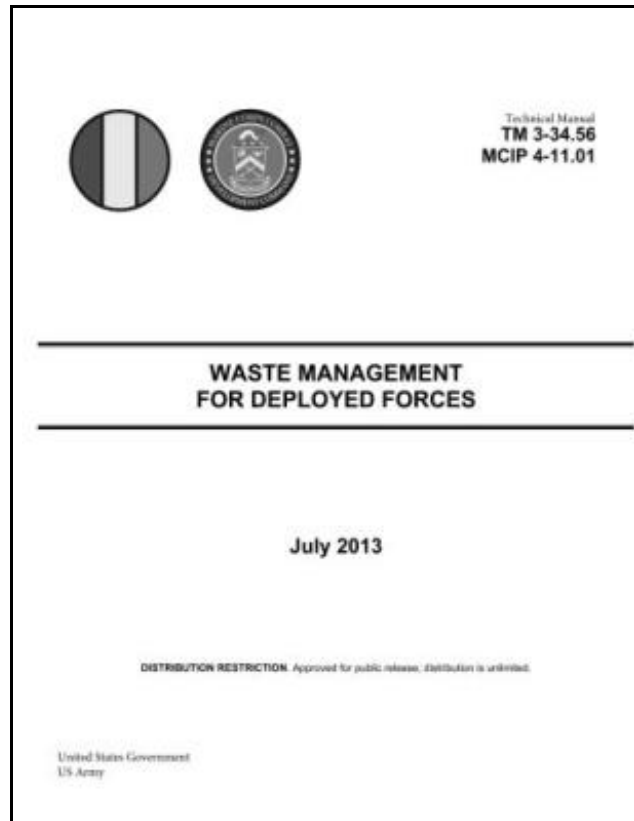 Technical Manual
TM 3-34.56
MCIP 4-11.01
WASTE MANAGEMENT
FOR DEPLOYED FORCES
July 2013
DISTRIBUTION RESTRICTION. Approved for public release; distribution is unlimited.
United States Government
US Army